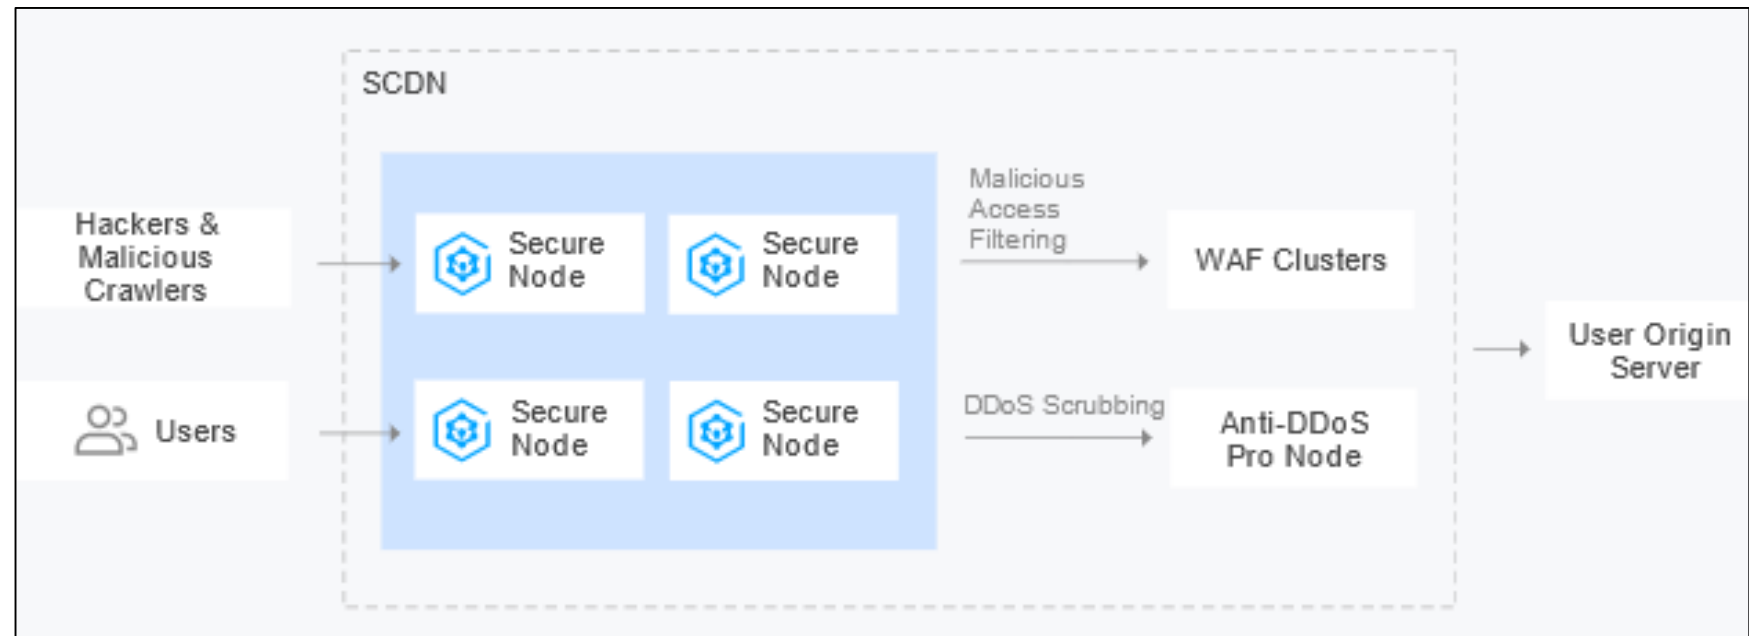 SCDN
Hackers &
Malicious
Crawlers
Users
Secure
Node
Secure
Node
Secure
Node
Secure
Node
Malicious
Access
Filtering
DDoS Scrubbing
WAF Clusters
Anti-DDoS
Pro Node
User Origin
Server